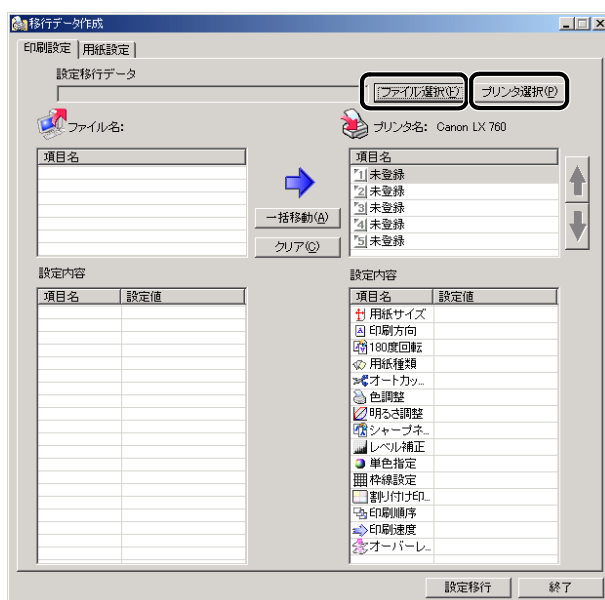 移行データ作成
印刷設定 用紙設定
設定移行データ
ファイル選択(F) プリンタ選択(P)
ファイル名:
プリンタ名: Canon LX 760
項目名
項目名
1 未登録
2 未登録
3 未登録
4 未登録
5 未登録
一括移動(A)
クリア(C)
設定内容
項目名 設定値
設定内容
項目名 設定値
用紙サイズ
印刷方向
180度回転
用紙種類
オートカッ...
色調整
明るさ調整
シャープネ...
レベル補正
単色指定
枠線設定
割り付け印...
印刷順序
印刷速度
オーバーレ...
設定移行 終了